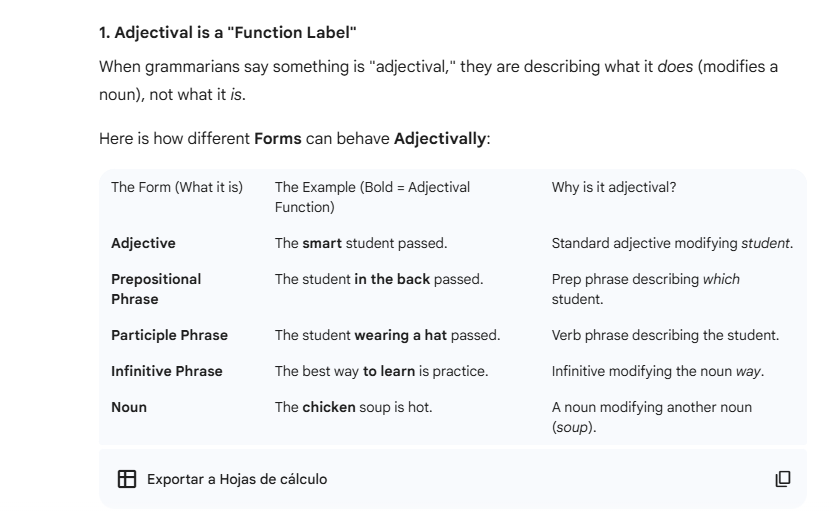 1. Adjectival is a "Function Label"
When grammarians say something is "adjectival," they are describing what it does (modifies a
noun), not what it is.
Here is how different Forms can behave Adjectivally:
The Form (What it is) The Example (Bold = Adjectival Why is it adjectival?
Function)
Adjective The smart student passed. Standard adjective modifying student.
Prepositional The student in the back passed. Prep phrase describing which
Phrase student.
Participle Phrase The student wearing a hat passed. Verb phrase describing the student.
Infinitive Phrase The best way to learn is practice. Infinitive modifying the noun way.
Noun The chicken soup is hot. A noun modifying another noun
(soup).
Exportar a Hojas de cálculo